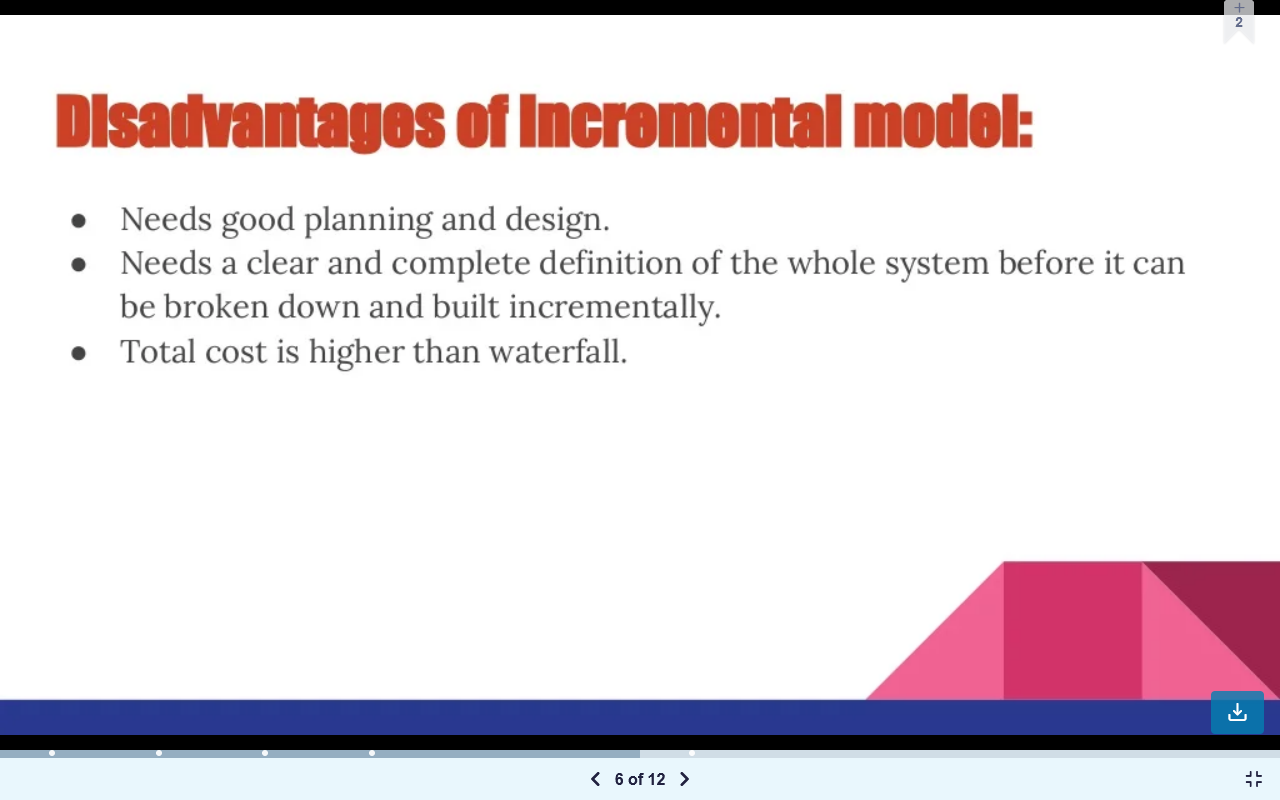 2
Disadvantages of Incremental model:
● Needs good planning and design.
● Needs a clear and complete definition of the whole system before it can
be broken down and built incrementally.
● Total cost is higher than waterfall.
6 of 12